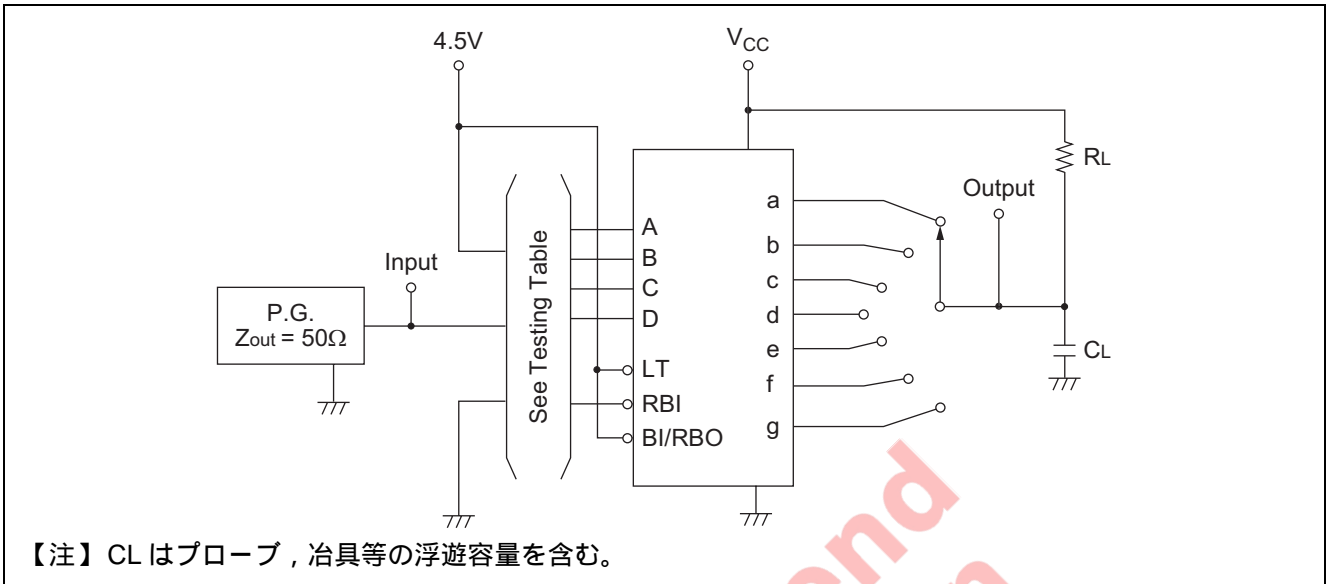 4.5V
VCC
RL
Output
Input
P.G.
Zout = 50Ω
See Testing Table
A
B
C
D
LT
RBI
BI/RBO
a
b
c
d
e
f
g
CL
【注】CL はプローブ , 冶具等の浮遊容量を含む。